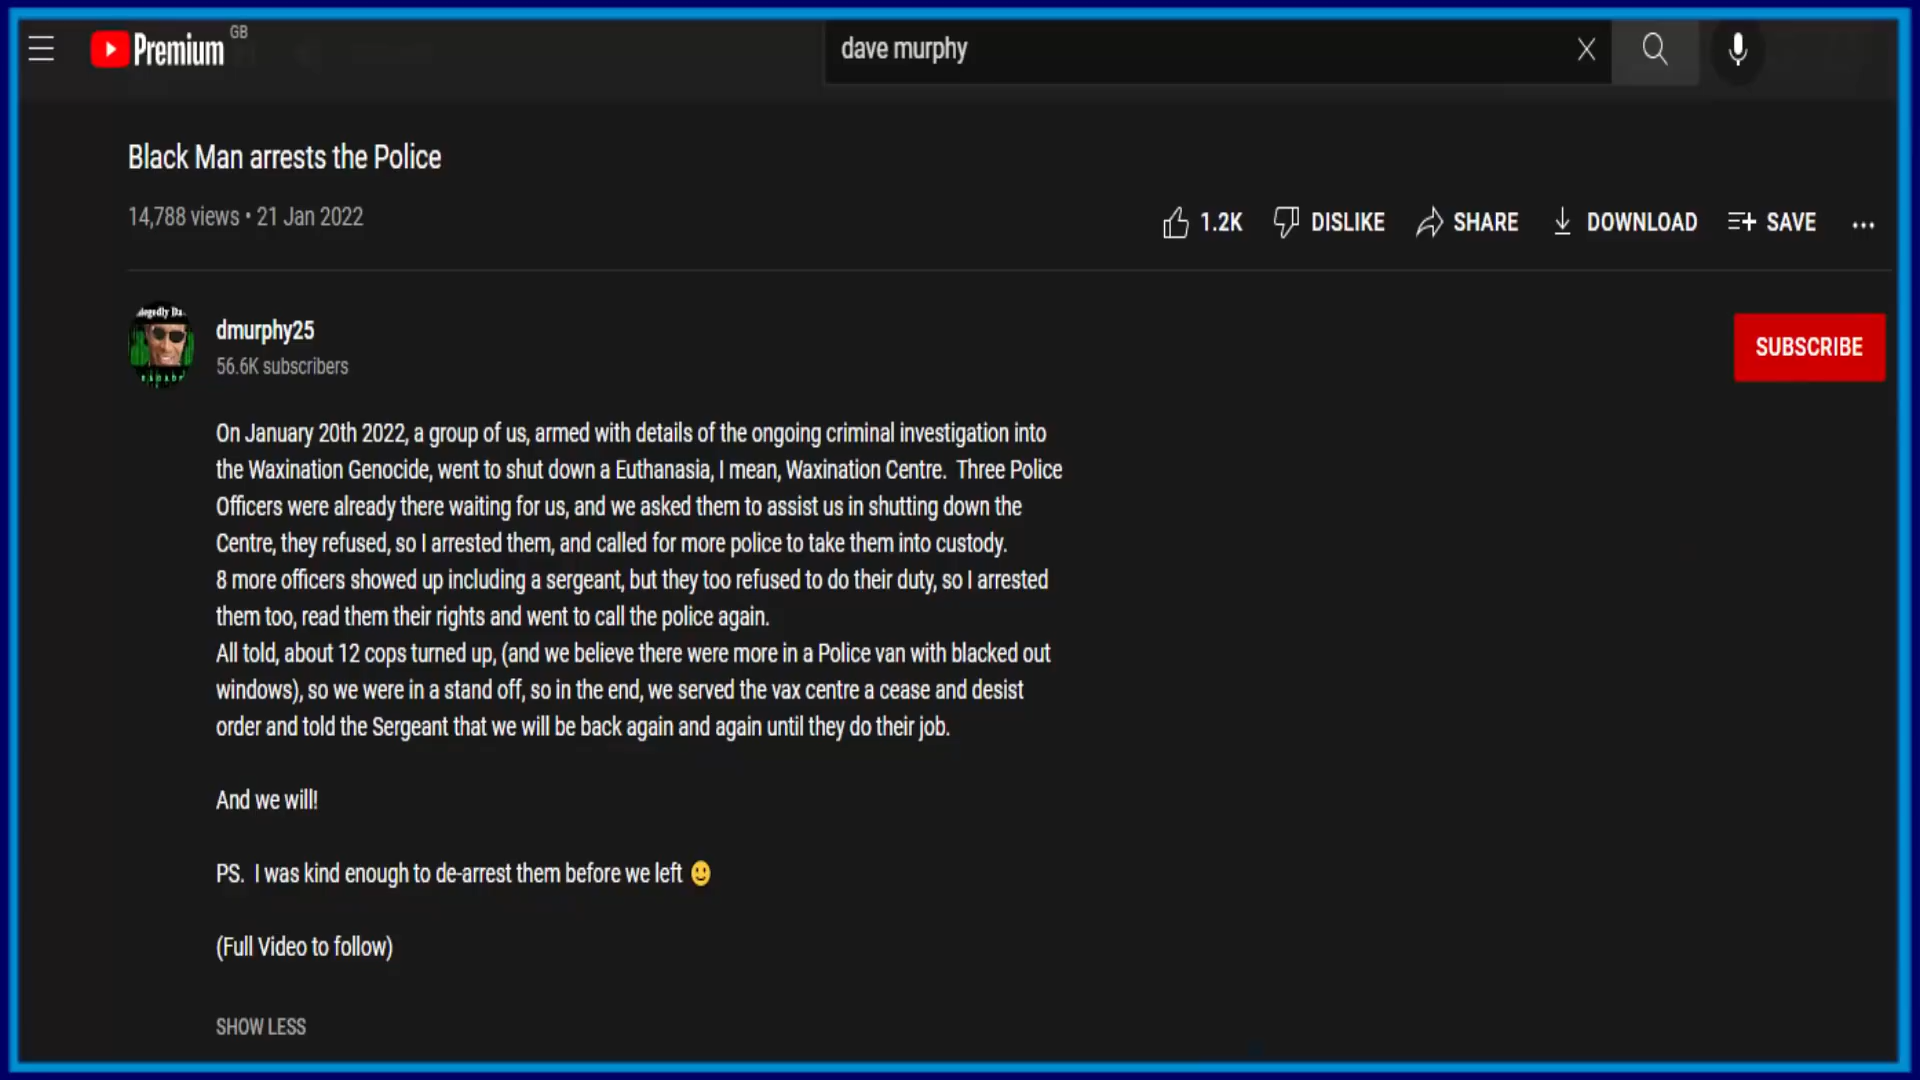 Premium GB
dave murphy
Black Man arrests the Police
14,788 views • 21 Jan 2022
1.2K DISLIKE SHARE DOWNLOAD SAVE
dmurphy25
56.6K subscribers
SUBSCRIBE
On January 20th 2022, a group of us, armed with details of the ongoing criminal investigation into
the Waxination Genocide, went to shut down a Euthanasia, I mean, Waxination Centre.  Three Police
Officers were already there waiting for us, and we asked them to assist us in shutting down the
Centre, they refused, so I arrested them, and called for more police to take them into custody.
8 more officers showed up including a sergeant, but they too refused to do their duty, so I arrested
them too, read them their rights and went to call the police again.
All told, about 12 cops turned up, (and we believe there were more in a Police van with blacked out
windows), so we were in a stand off, so in the end, we served the vax centre a cease and desist
order and told the Sergeant that we will be back again and again until they do their job.
And we will!
PS.  I was kind enough to de-arrest them before we left 🙂
(Full Video to follow)
SHOW LESS